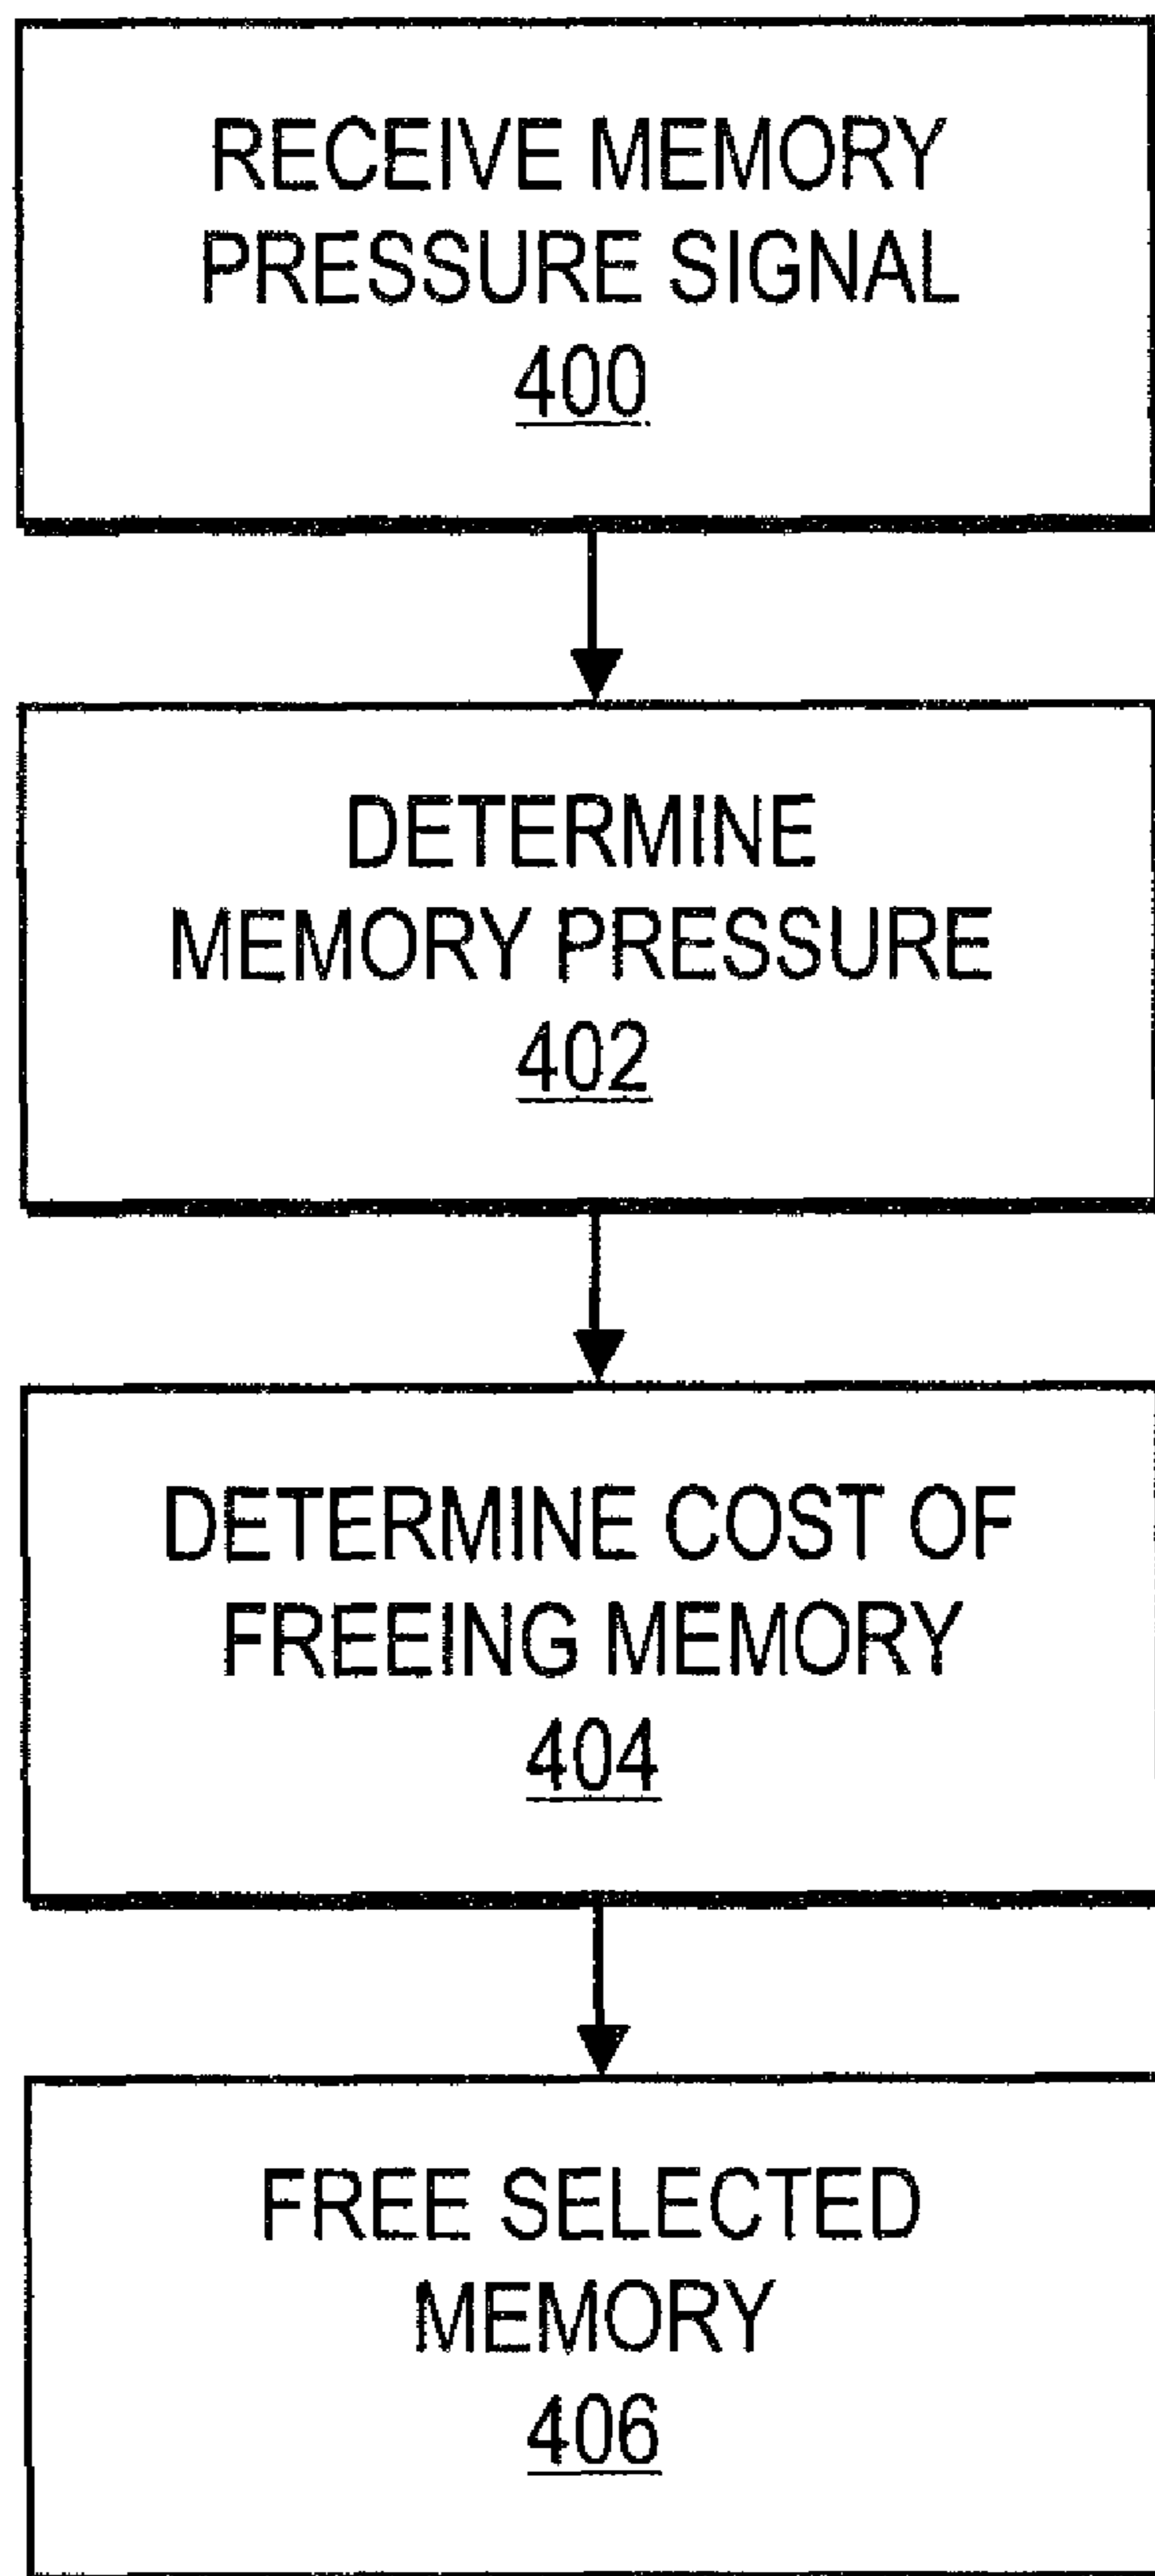 RECEIVE MEMORY
PRESSURE SIGNAL
400
DETERMINE
MEMORY PRESSURE
402
DETERMINE COST OF
FREEING MEMORY
404
FREE SELECTED
MEMORY
406